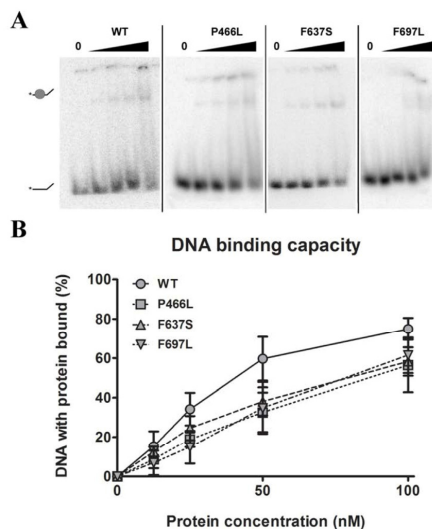 A
WT P466L F637S F697L
0 0 0 0
B
DNA binding capacity
DNA with protein bound (%)
100
80
60
40
20
0
WT
P466L
F637S
F697L
0 50 100
Protein concentration (nM)